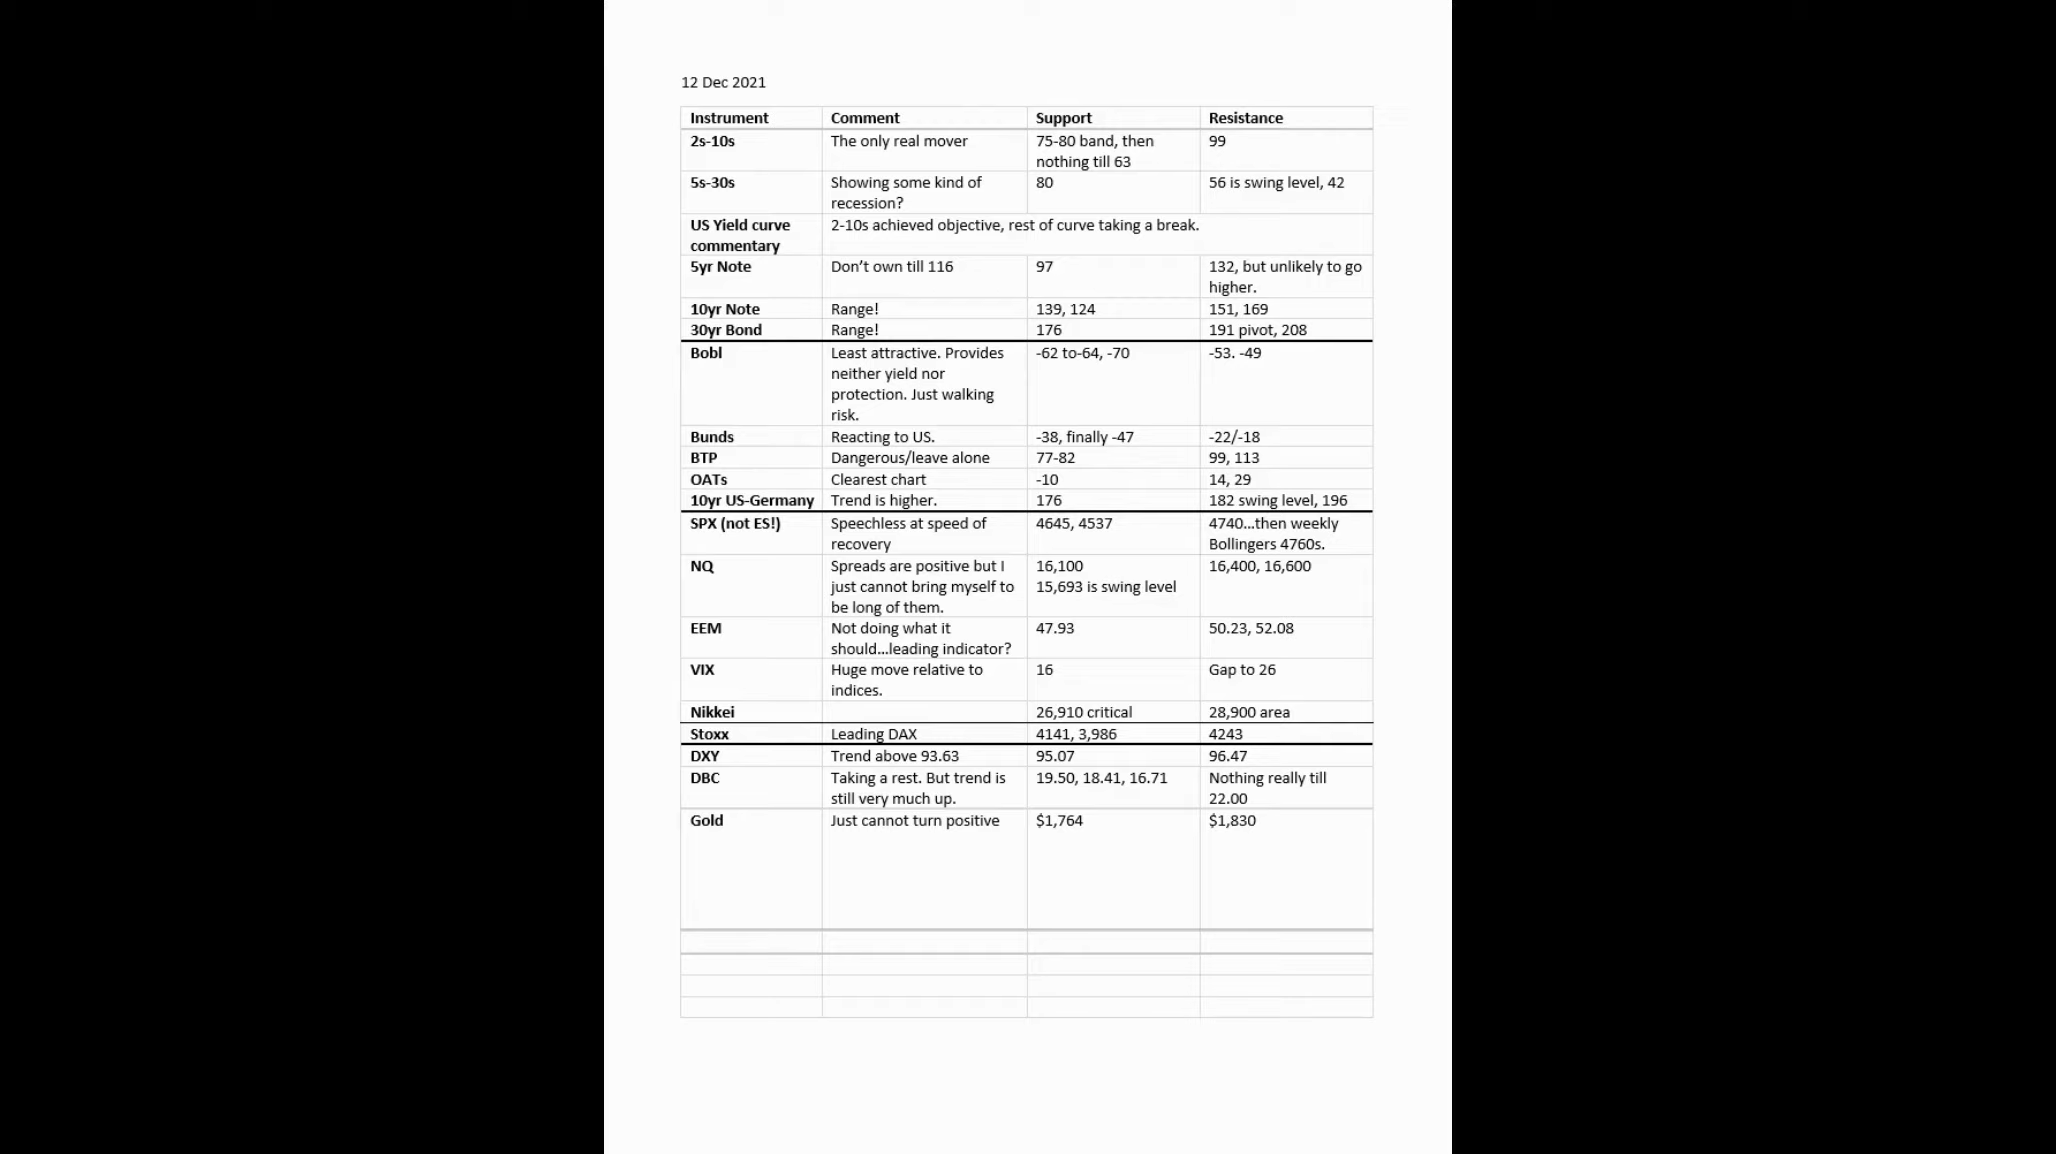 12 Dec 2021
Instrument Comment Support Resistance
2s-10s The only real mover 75-80 band, then 99
nothing till 63
5s-30s Showing some kind of 80 56 is swing level, 42
recession?
US Yield curve 2-10s achieved objective, rest of curve taking a break.
commentary
5yr Note Don’t own till 116 97 132, but unlikely to go
higher.
10yr Note Range! 139, 124 151, 169
30yr Bond Range! 176 191 pivot, 208
Bobl Least attractive. Provides -62 to-64, -70 -53. -49
neither yield nor
protection. Just walking
risk.
Bunds Reacting to US. -38, finally -47 -22/-18
BTP Dangerous/leave alone 77-82 99, 113
OATs Clearest chart -10 14, 29
10yr US-Germany Trend is higher. 176 182 swing level, 196
SPX (not ES!) Speechless at speed of 4645, 4537 4740...then weekly
recovery Bollingers 4760s.
NQ Spreads are positive but I 16,100 16,400, 16,600
just cannot bring myself to 15,693 is swing level
be long of them.
EEM Not doing what it 47.93 50.23, 52.08
should...leading indicator?
VIX Huge move relative to 16 Gap to 26
indices.
Nikkei 26,910 critical 28,900 area
Stoxx Leading DAX 4141, 3,986 4243
DXY Trend above 93.63 95.07 96.47
DBC Taking a rest. But trend is 19.50, 18.41, 16.71 Nothing really till
still very much up. 22.00
Gold Just cannot turn positive $1,764 $1,830